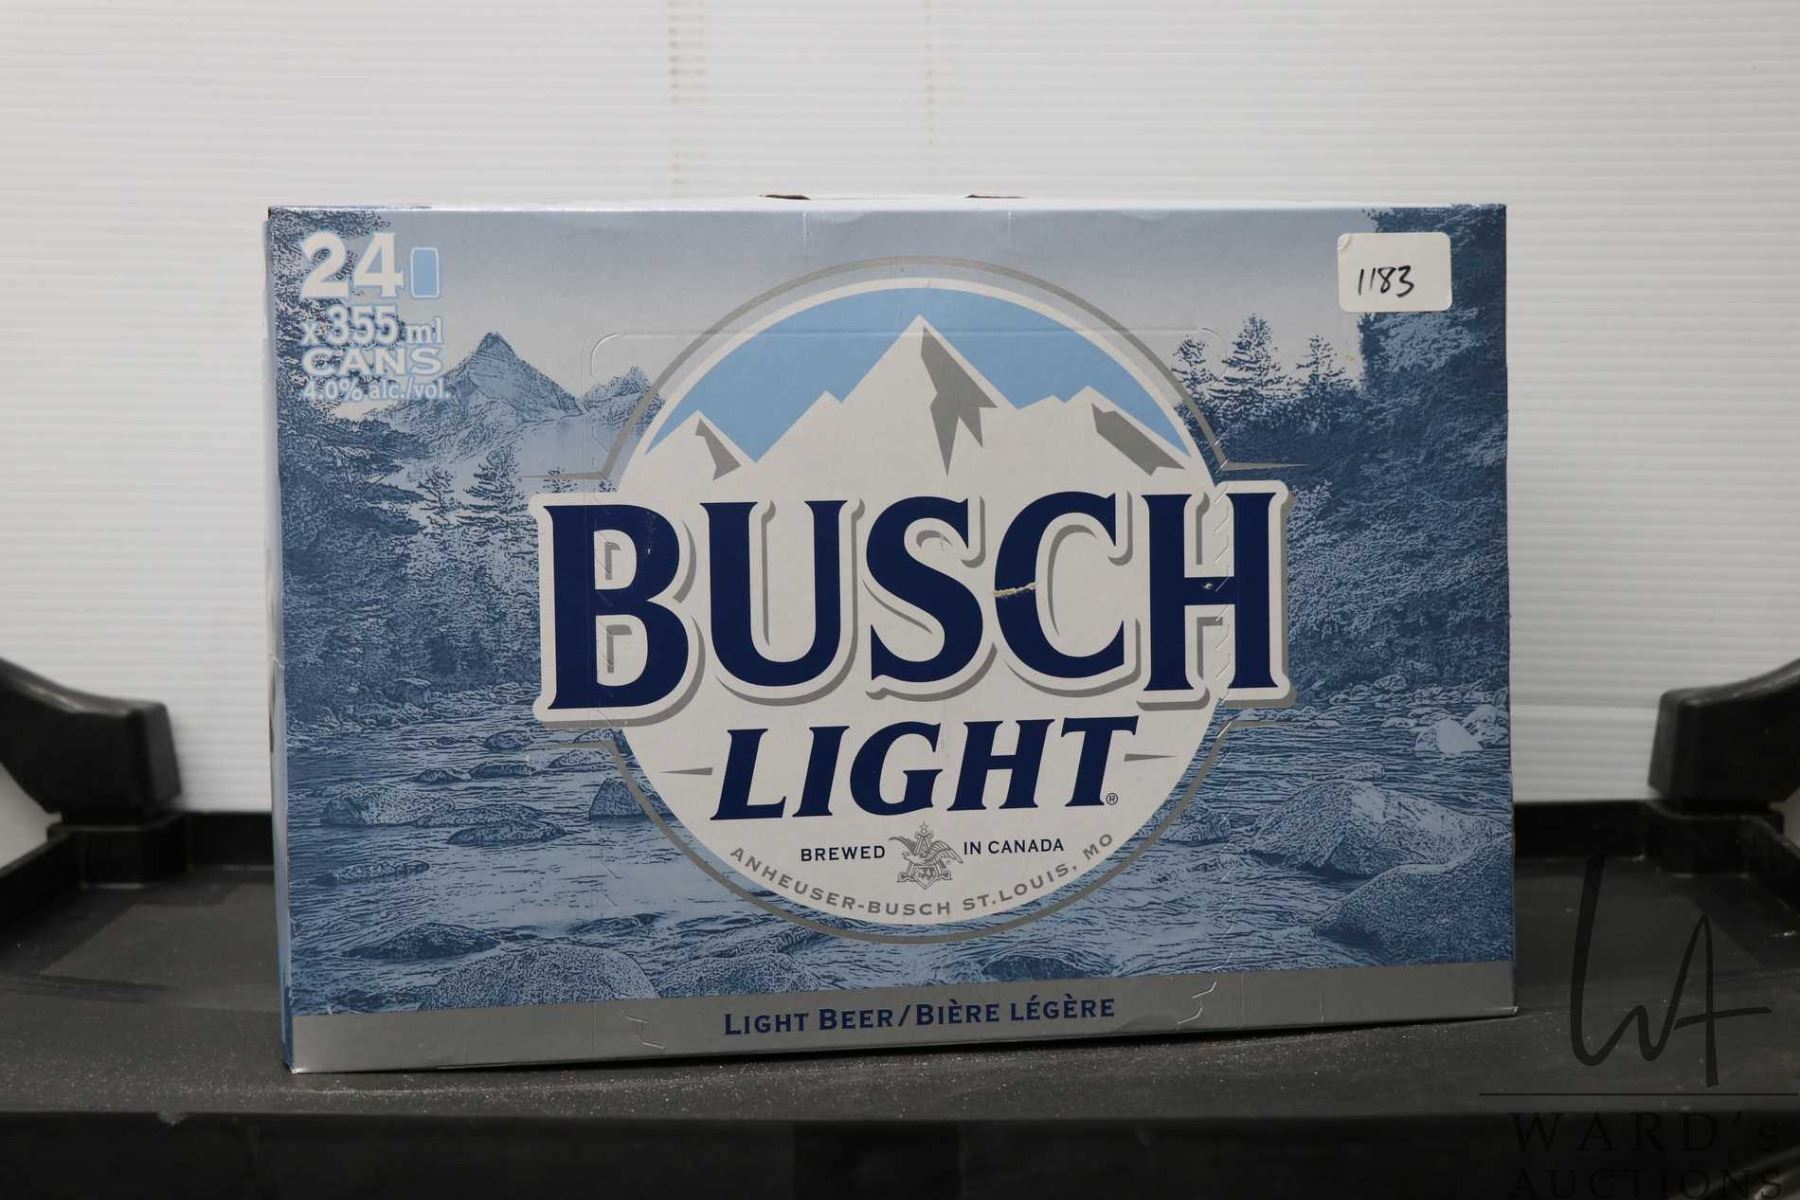 24
x 355 ml
CANS
4.0% alc./vol.
1183
BUSCH
LIGHT®
BREWED IN CANADA
ANHEUSER-BUSCH ST. LOUIS, MO
LIGHT BEER/BIÈRE LÉGÈRE
WA
WARD's
AUCTIONS